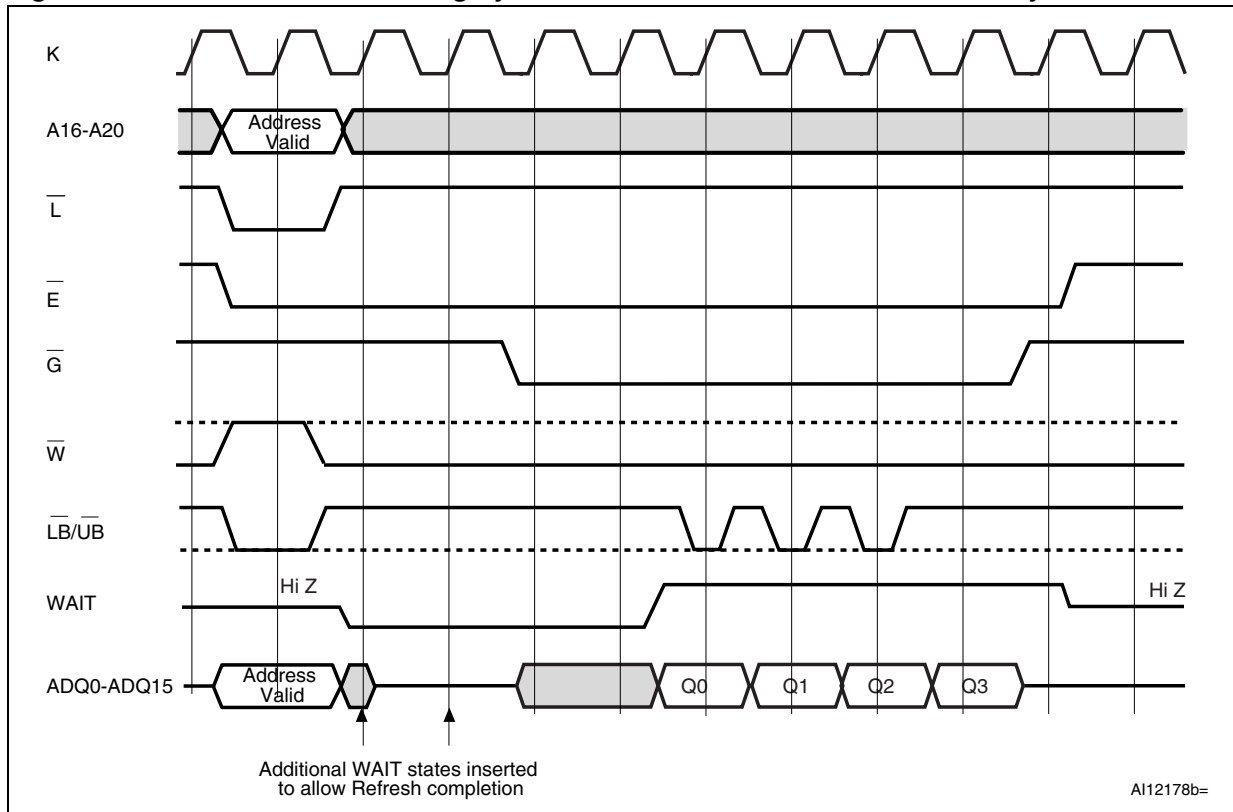 K
A16-A20
Address
Valid
L
E
G
W
LB/UB
Hi Z
Hi Z
WAIT
ADQ0-ADQ15
Address
Valid
Q0
Q1
Q2
Q3
Additional WAIT states inserted
to allow Refresh completion
AI12178b=